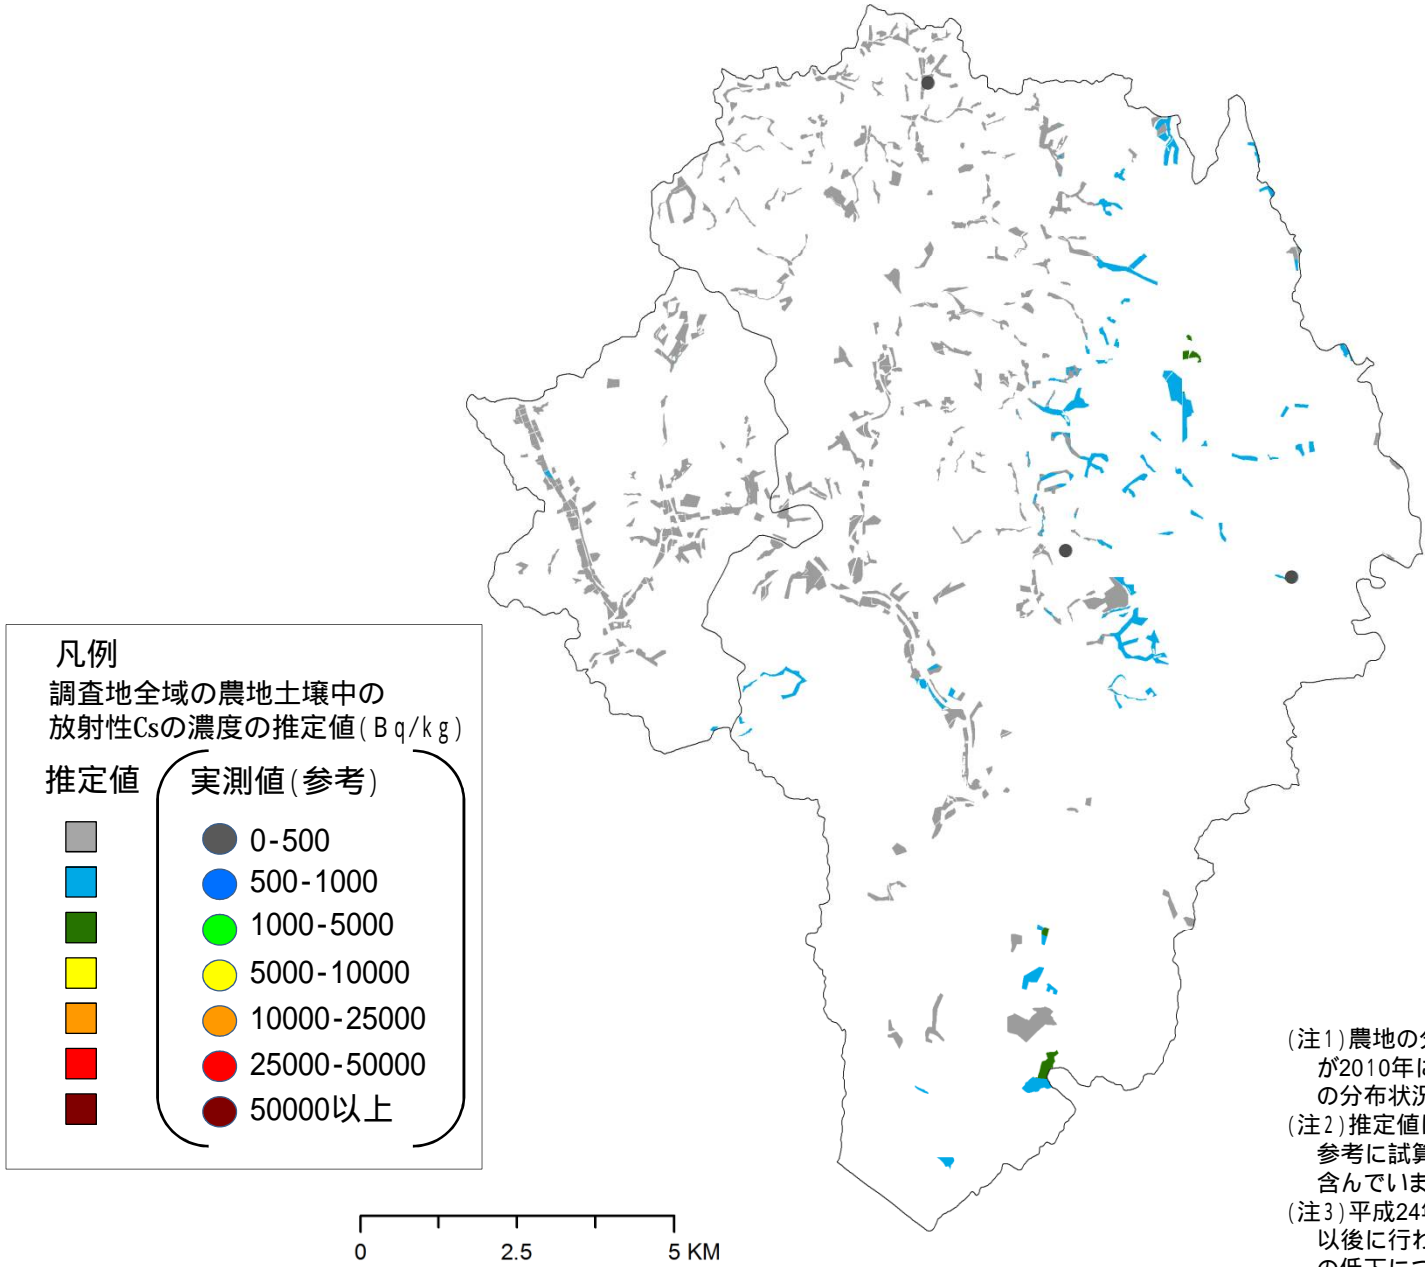 凡例
調査地全域の農地土壌中の
放射性Csの濃度の推定値(Bq/kg)
推定値
実測値(参考)
0-500
500-1000
1000-5000
5000-10000
10000-25000
25000-50000
50000以上
0 2.5 5 KM
(注1)農地の
が2010年に
の分布状況
(注2)推定値
参考に試算
含んでいま
(注3)平成24
以後に行わ